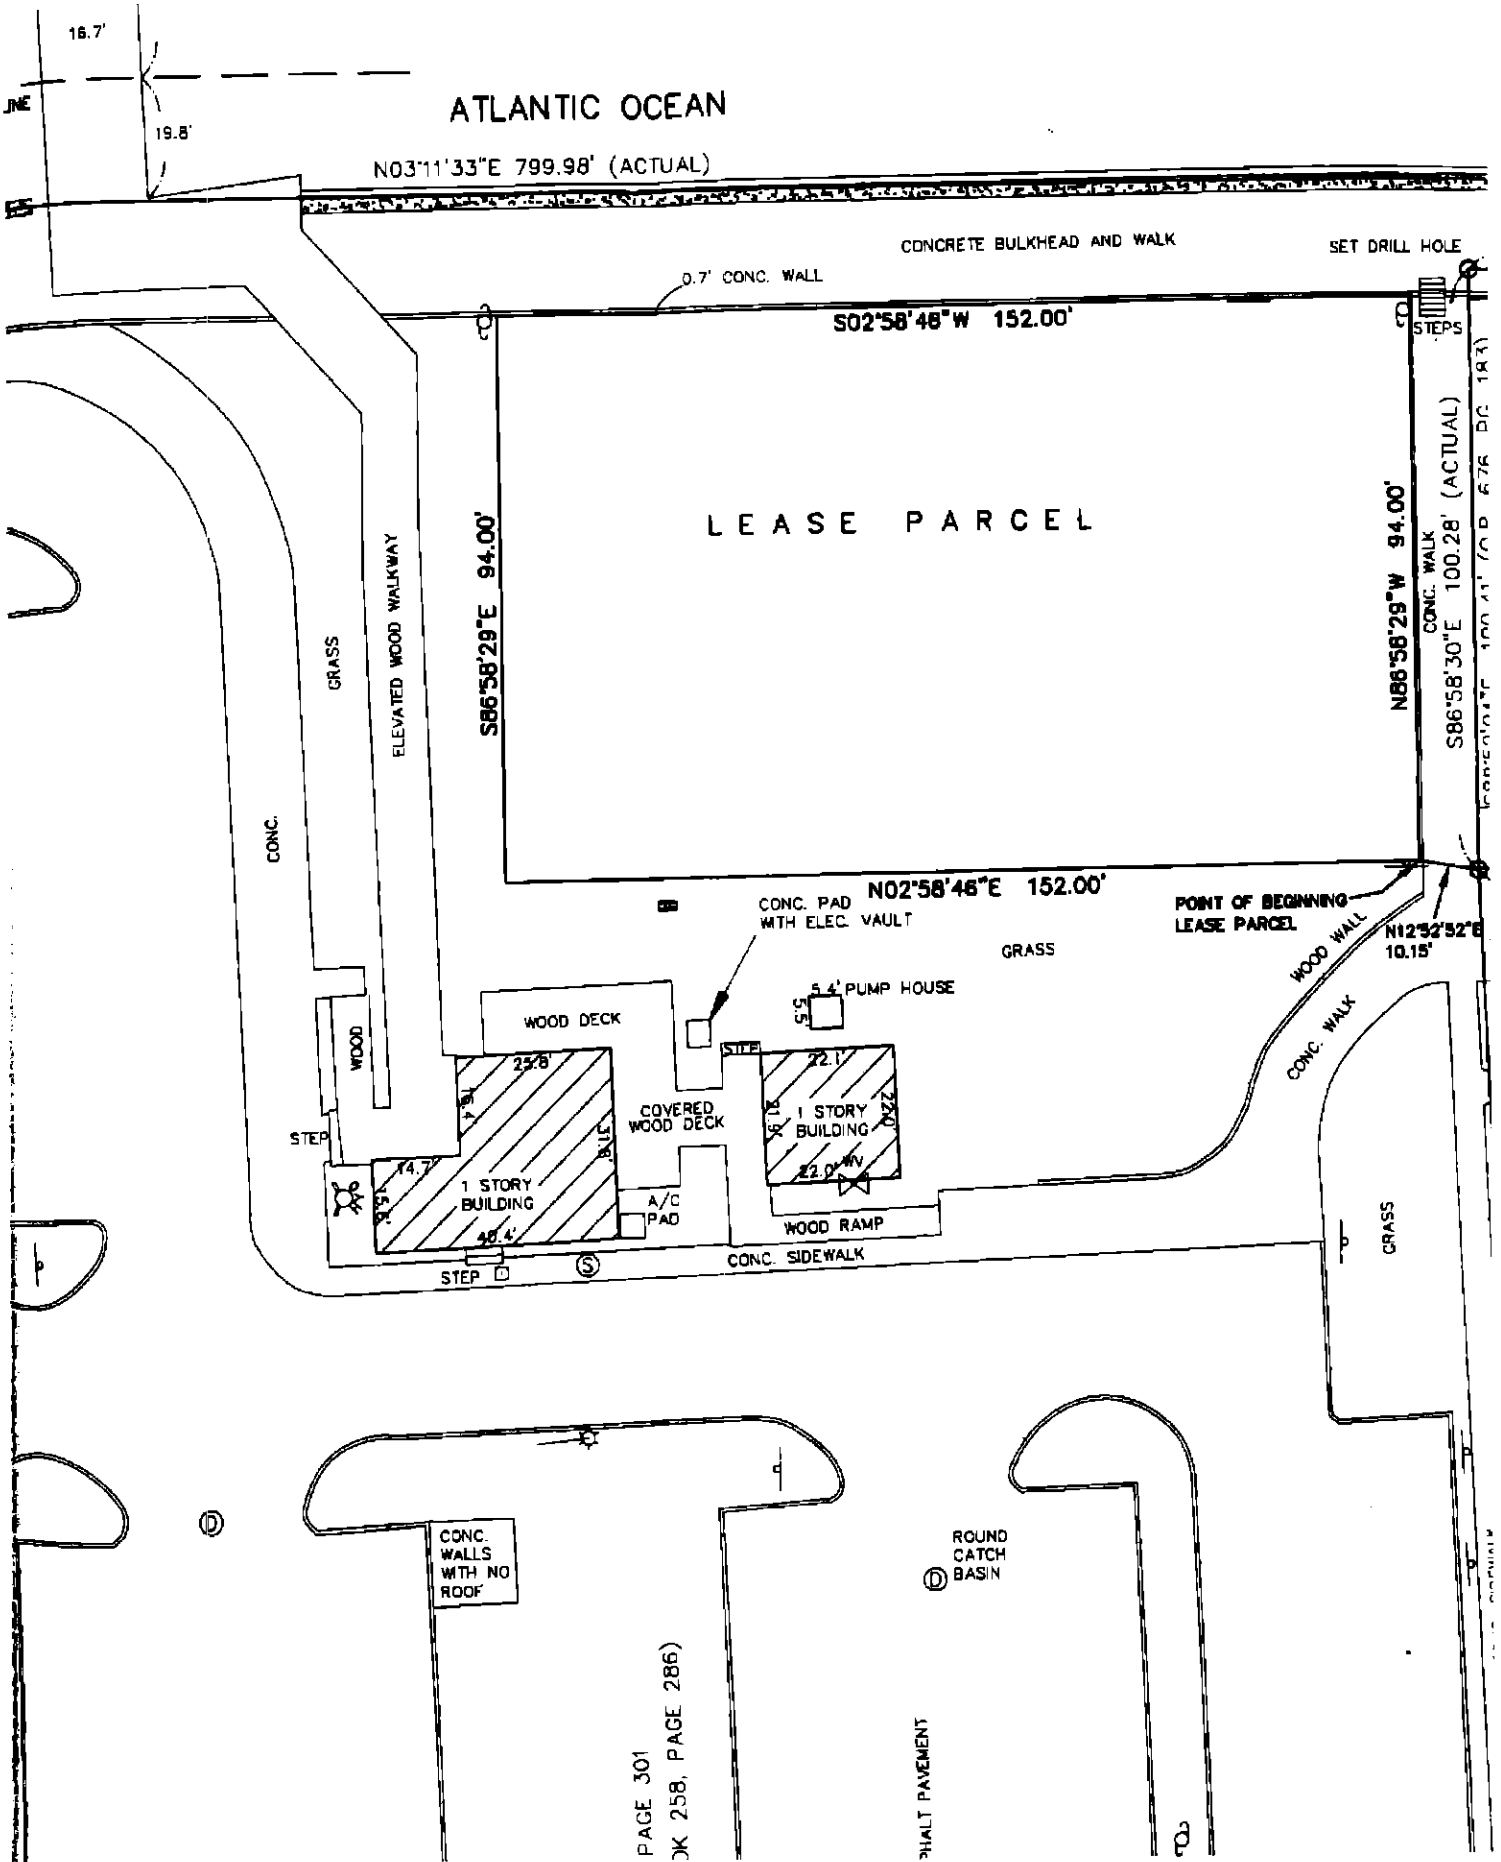 16.7'
ATLANTIC OCEAN
19.8'
N03°11'33"E 799.98' (ACTUAL)
CONCRETE BULKHEAD AND WALK
SET DRILL HOLE
0.7' CONC. WALL
S02°58'46"W 152.00'
STEPS
LEASE PARCEL
S86°58'29"E 94.00'
N86°58'29"W 94.00'
CONC. WALK
S86°58'30"E 100.28' (ACTUAL)
ELEVATED WOOD WALKWAY
GRASS
CONC.
N02°58'46"E 152.00'
CONC. PAD
WITH ELEC. VAULT
POINT OF BEGINNING
LEASE PARCEL
N12°52'52"E
10.15'
WOOD WALL
GRASS
CONC. WALK
5.4' PUMP HOUSE
5.5'
WOOD DECK
WOOD
STEP
25.8'
22.1'
16.4'
COVERED
WOOD DECK
21.9'
1 STORY
BUILDING
22.0'
31.8'
STEP
14.7'
22.0'
WV
1 STORY
BUILDING
15.5'
A/C
PAD
40.4'
WOOD RAMP
GRASS
STEP
S
CONC. SIDEWALK
D
CONC.
WALLS
WITH NO
ROOF
ROUND
CATCH
BASIN
D
PAGE 301
OK 258, PAGE 286)
PHALT PAVEMENT